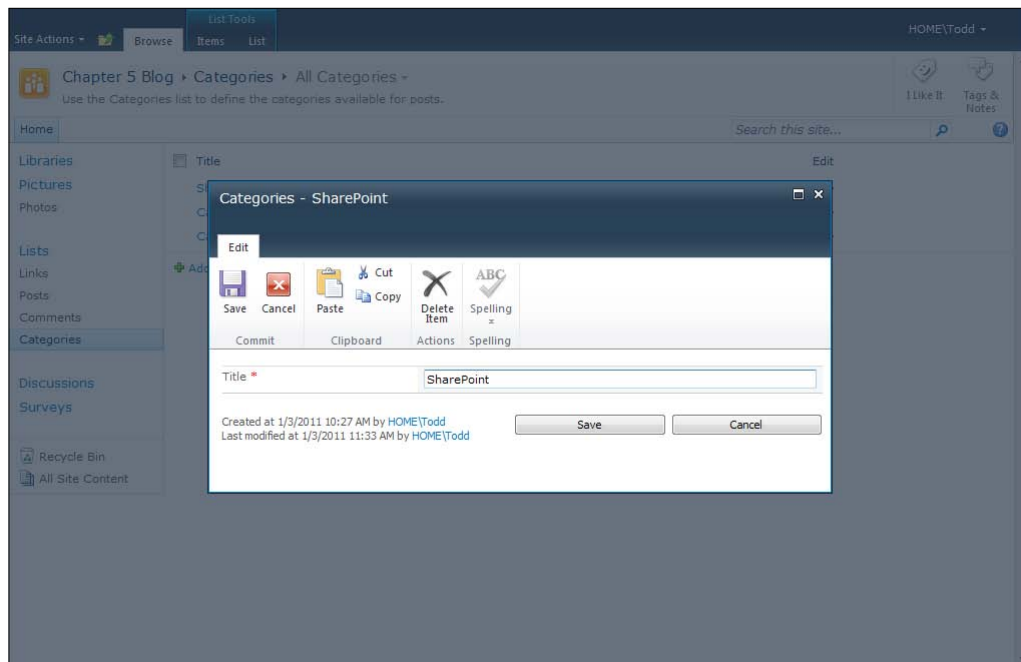 List Tools
Site Actions
Browse
Items
List
HOME\Todd
Chapter 5 Blog
Categories
All Categories
Use the Categories list to define the categories available for posts.
I Like It
Tags &
Notes
Home
Search this site...
Libraries
Pictures
Photos
Lists
Links
Posts
Comments
Categories
Discussions
Surveys
Recycle Bin
All Site Content
Title
Edit
Categories - SharePoint
Edit
Save
Cancel
Paste
Cut
Copy
Delete
Item
ABC
Spelling
Commit
Clipboard
Actions
Spelling
Title *
SharePoint
Created at 1/3/2011 10:27 AM by HOME\Todd
Last modified at 1/3/2011 11:33 AM by HOME\Todd
Save
Cancel